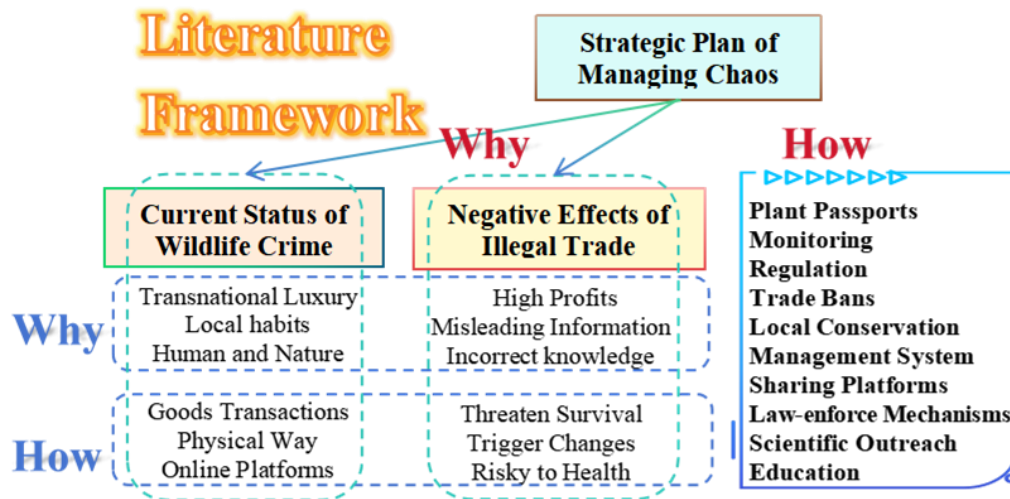 Literature
Framework
Strategic Plan of
Managing Chaos
Why
How
Current Status of
Wildlife Crime
Negative Effects of
Illegal Trade
Why
Transnational Luxury
Local habits
Human and Nature
High Profits
Misleading Information
Incorrect knowledge
How
Goods Transactions
Physical Way
Online Platforms
Threaten Survival
Trigger Changes
Risky to Health
Plant Passports
Monitoring
Regulation
Trade Bans
Local Conservation
Management System
Sharing Platforms
Law-enforce Mechanisms
Scientific Outreach
Education